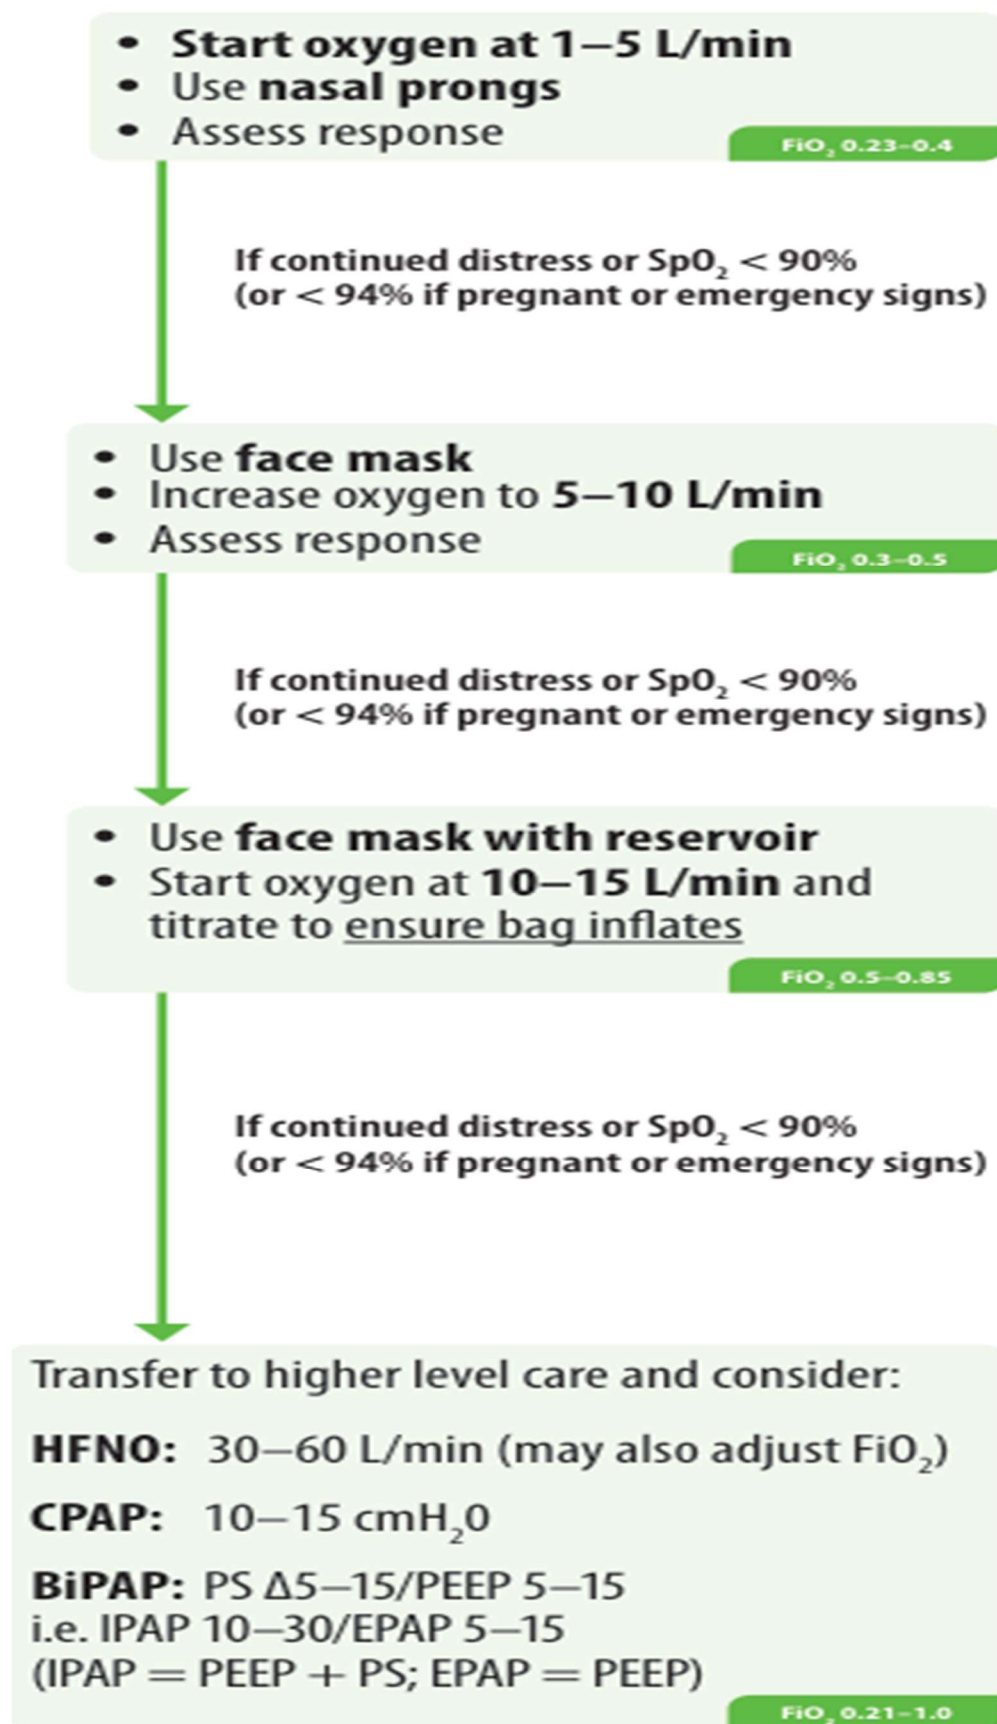 • Start oxygen at 1–5 L/min
• Use nasal prongs
• Assess response
FiO₂ 0.23–0.4
If continued distress or SpO₂ < 90%
(or < 94% if pregnant or emergency signs)
• Use face mask
• Increase oxygen to 5–10 L/min
• Assess response
FiO₂ 0.3–0.5
If continued distress or SpO₂ < 90%
(or < 94% if pregnant or emergency signs)
• Use face mask with reservoir
• Start oxygen at 10–15 L/min and
titrate to ensure bag inflates
FiO₂ 0.5–0.85
If continued distress or SpO₂ < 90%
(or < 94% if pregnant or emergency signs)
Transfer to higher level care and consider:
HFNO: 30–60 L/min (may also adjust FiO₂)
CPAP: 10–15 cmH₂0
BiPAP: PS Δ5–15/PEEP 5–15
i.e. IPAP 10–30/EPAP 5–15
(IPAP = PEEP + PS; EPAP = PEEP)
FiO₂ 0.21–1.0